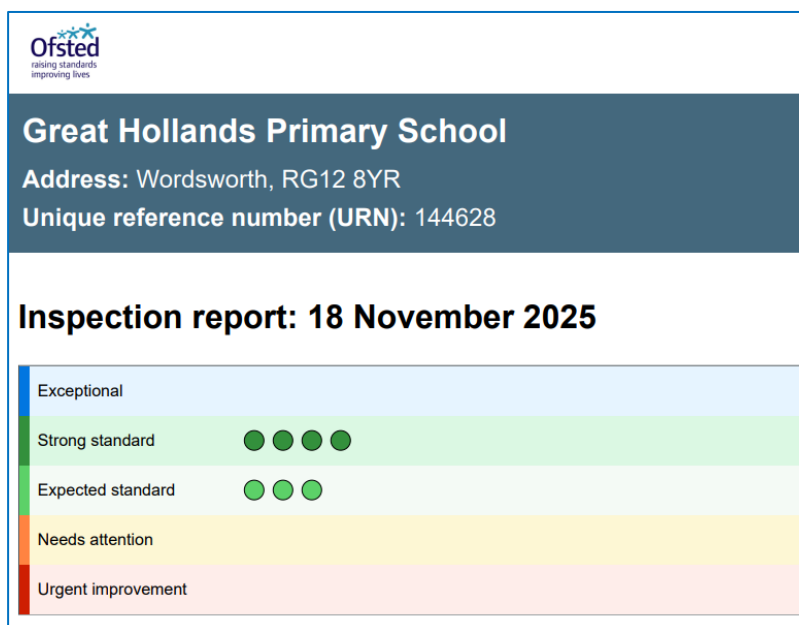 Ofsted
raising standards
improving lives
Great Hollands Primary School
Address: Wordsworth, RG12 8YR
Unique reference number (URN): 144628
Inspection report: 18 November 2025
Exceptional
Strong standard
Expected standard
Needs attention
Urgent improvement